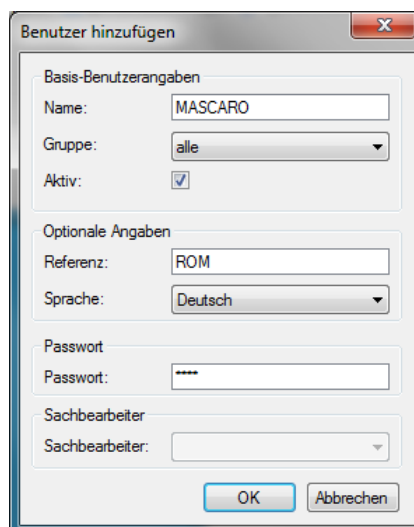 Benutzer hinzufügen
Basis-Benutzerangaben
Name: MASCARO
Gruppe: alle
Aktiv:
Optionale Angaben
Referenz: ROM
Sprache: Deutsch
Passwort
Passwort: ****
Sachbearbeiter
Sachbearbeiter:
OK Abbrechen